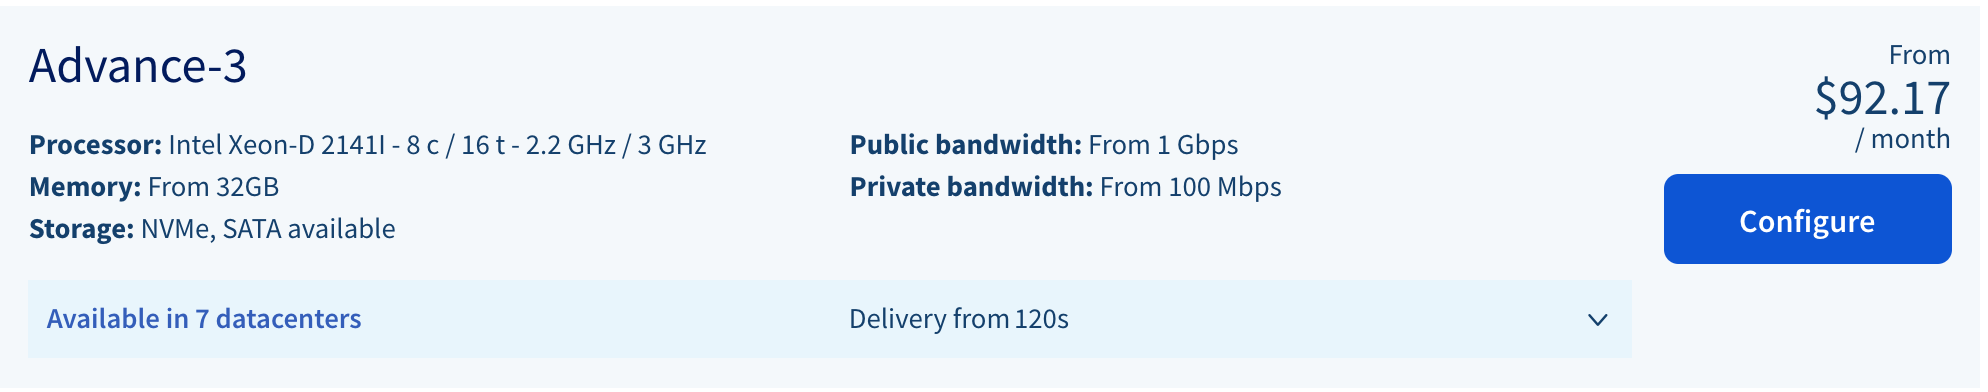 Advance-3
Processor: Intel Xeon-D 2141I - 8 c / 16 t - 2.2 GHz / 3 GHz
Memory: From 32GB
Storage: NVMe, SATA available
Public bandwidth: From 1 Gbps
Private bandwidth: From 100 Mbps
From
$92.17
/ month
Configure
Available in 7 datacenters
Delivery from 120s